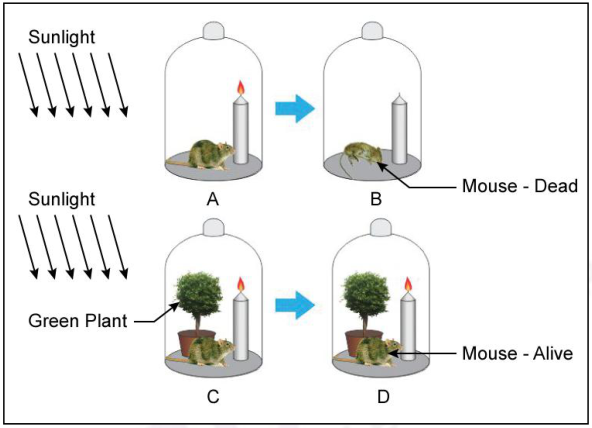 Sunlight
A
B
Mouse - Dead
Sunlight
Green Plant
Mouse - Alive
C
D